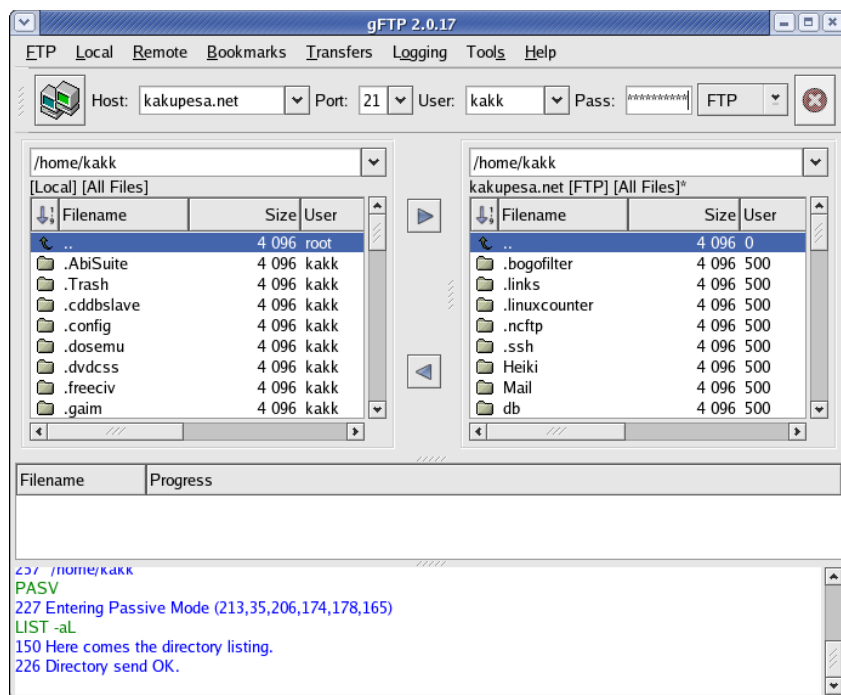 gFTP 2.0.17
FTP Local Remote Bookmarks Transfers Logging Tools Help
Host: kakupesa.net Port: 21 User: kakk Pass: ********** FTP
/home/kakk
[Local] [All Files]
Filename Size User
.. 4 096 root
.AbiSuite 4 096 kakk
.Trash 4 096 kakk
.cddbslave 4 096 kakk
.config 4 096 kakk
.dosemu 4 096 kakk
.dvdcss 4 096 kakk
.freeciv 4 096 kakk
.gaim 4 096 kakk
/home/kakk
kakupesa.net [FTP] [All Files]*
Filename Size User
.. 4 096 0
.bogofilter 4 096 500
.links 4 096 500
.linuxcounter 4 096 500
.ncftp 4 096 500
.ssh 4 096 500
Heiki 4 096 500
Mail 4 096 500
db 4 096 500
Filename Progress
257 "/home/kakk"
PASV
227 Entering Passive Mode (213,35,206,174,178,165)
LIST -aL
150 Here comes the directory listing.
226 Directory send OK.